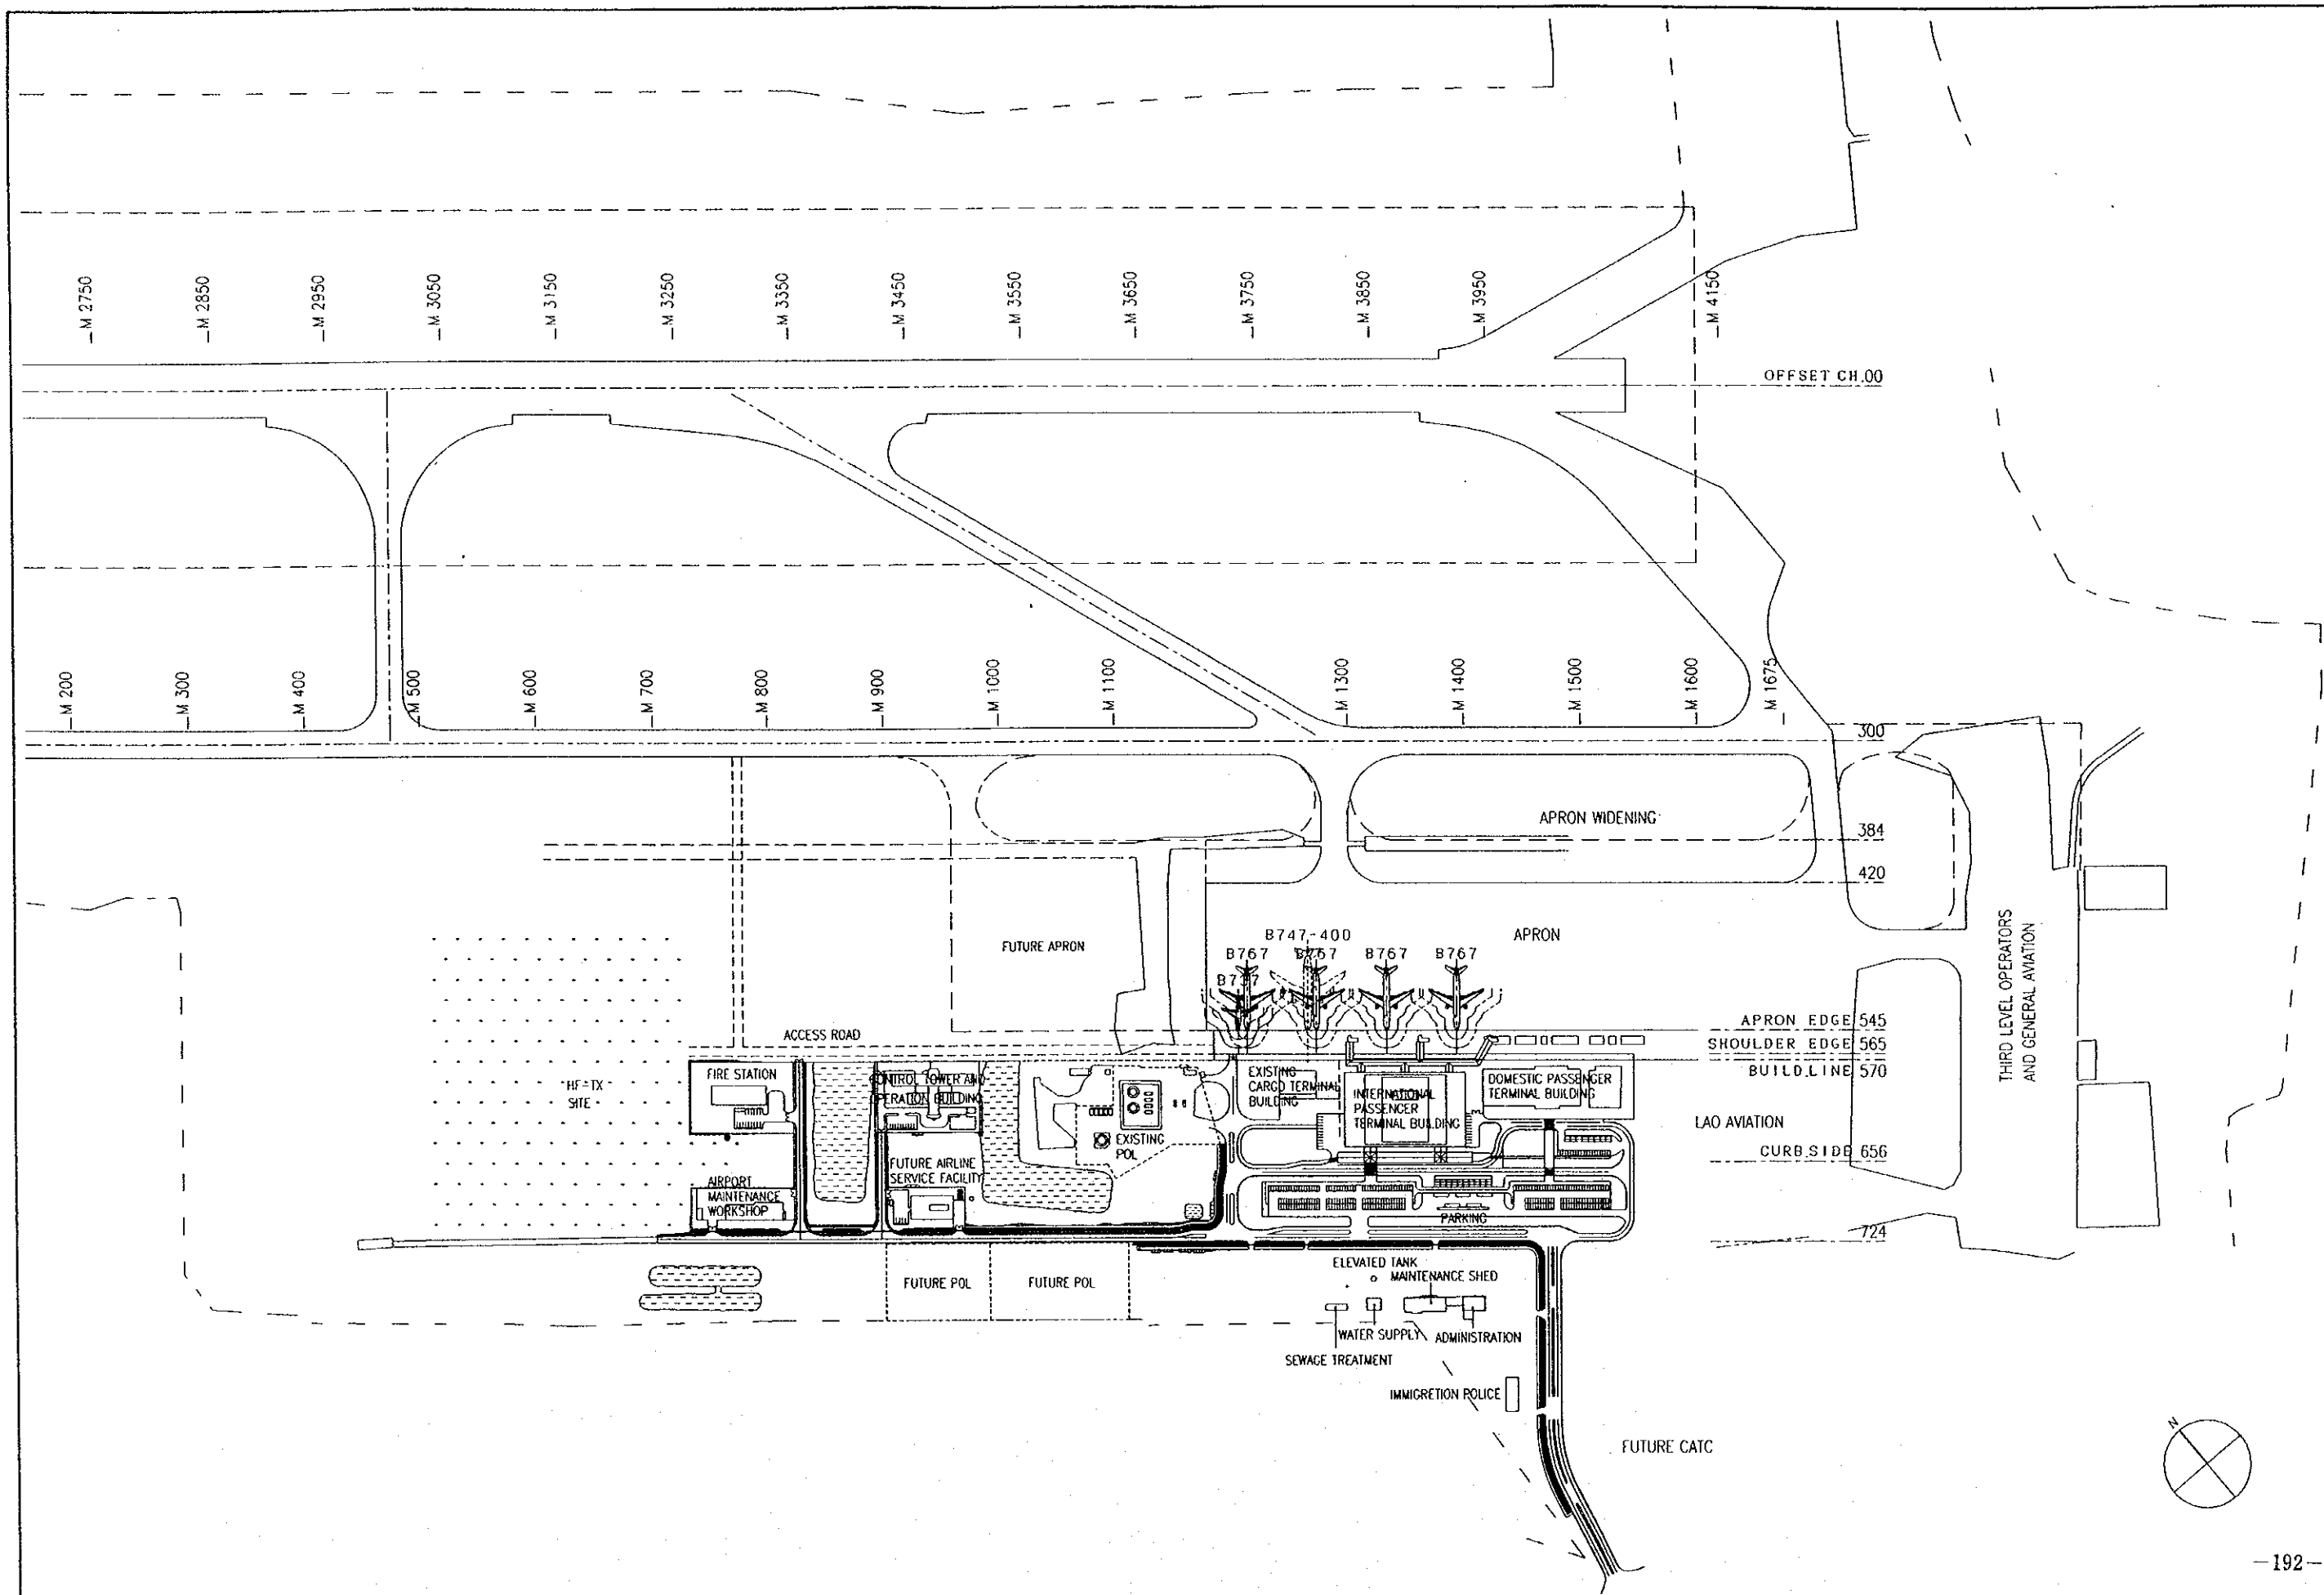 M 2750
M 2850
M 2950
M 3050
M 3150
M 3250
M 3350
M 3450
M 3550
M 3650
M 3750
M 3850
M 3950
M 4150
OFFSET CH.00
M 200
M 300
M 400
M 500
M 600
M 700
M 800
M 900
M 1000
M 1100
M 1300
M 1400
M 1500
M 1600
M 1675
300
APRON WIDENING
384
420
THIRD LEVEL OPERATORS
AND GENERAL AVIATION
FUTURE APRON
B747-400
APRON
B767
B767
B767
B767
B737
ACCESS ROAD
APRON EDGE 545
SHOULDER EDGE 565
BUILD.LINE 570
HF-TX
SITE
FIRE STATION
CONTROL TOWER AND
OPERATION BUILDING
EXISTING
POL
EXISTING
CARGO TERMINAL
BUILDING
INTERNATIONAL
PASSENGER
TERMINAL BUILDING
DOMESTIC PASSENGER
TERMINAL BUILDING
LAO AVIATION
CURB.SIDE 656
FUTURE AIRLINE
SERVICE FACILITY
AIRPORT
MAINTENANCE
WORKSHOP
PARKING
724
FUTURE POL
FUTURE POL
ELEVATED TANK
MAINTENANCE SHED
WATER SUPPLY
ADMINISTRATION
SEWAGE TREATMENT
IMMIGRETION POLICE
FUTURE CATC
N
-192-